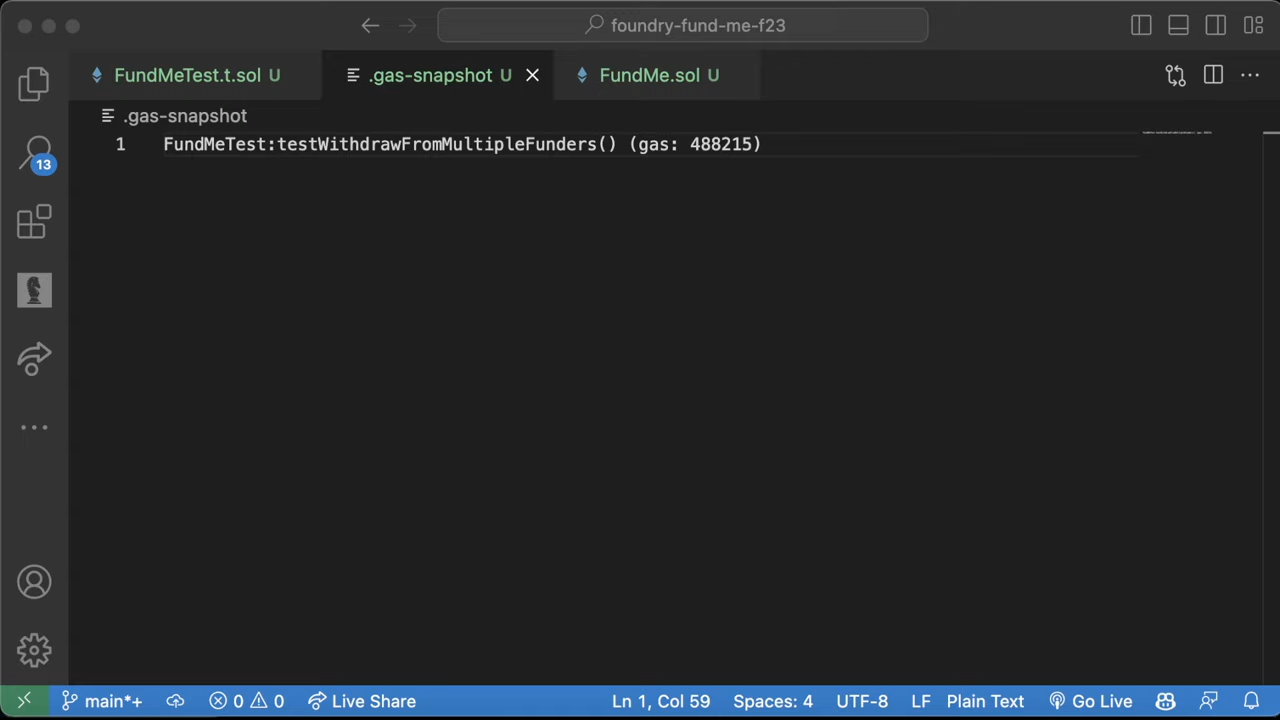 foundry-fund-me-f23
FundMeTest.t.sol U
.gas-snapshot U
FundMe.sol U
.gas-snapshot
1 FundMeTest:testWithdrawFromMultipleFunders() (gas: 488215)
13
main*+ 0 0 Live Share Ln 1, Col 59 Spaces: 4 UTF-8 LF Plain Text Go Live